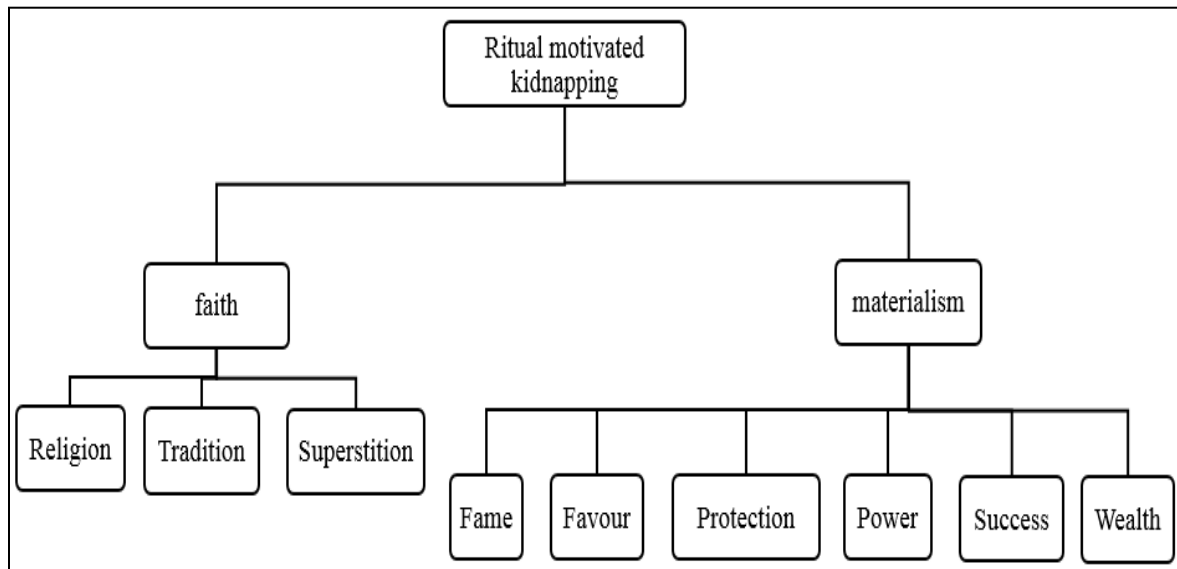 Ritual motivated
kidnapping
faith
materialism
Religion
Tradition
Superstition
Fame
Favour
Protection
Power
Success
Wealth